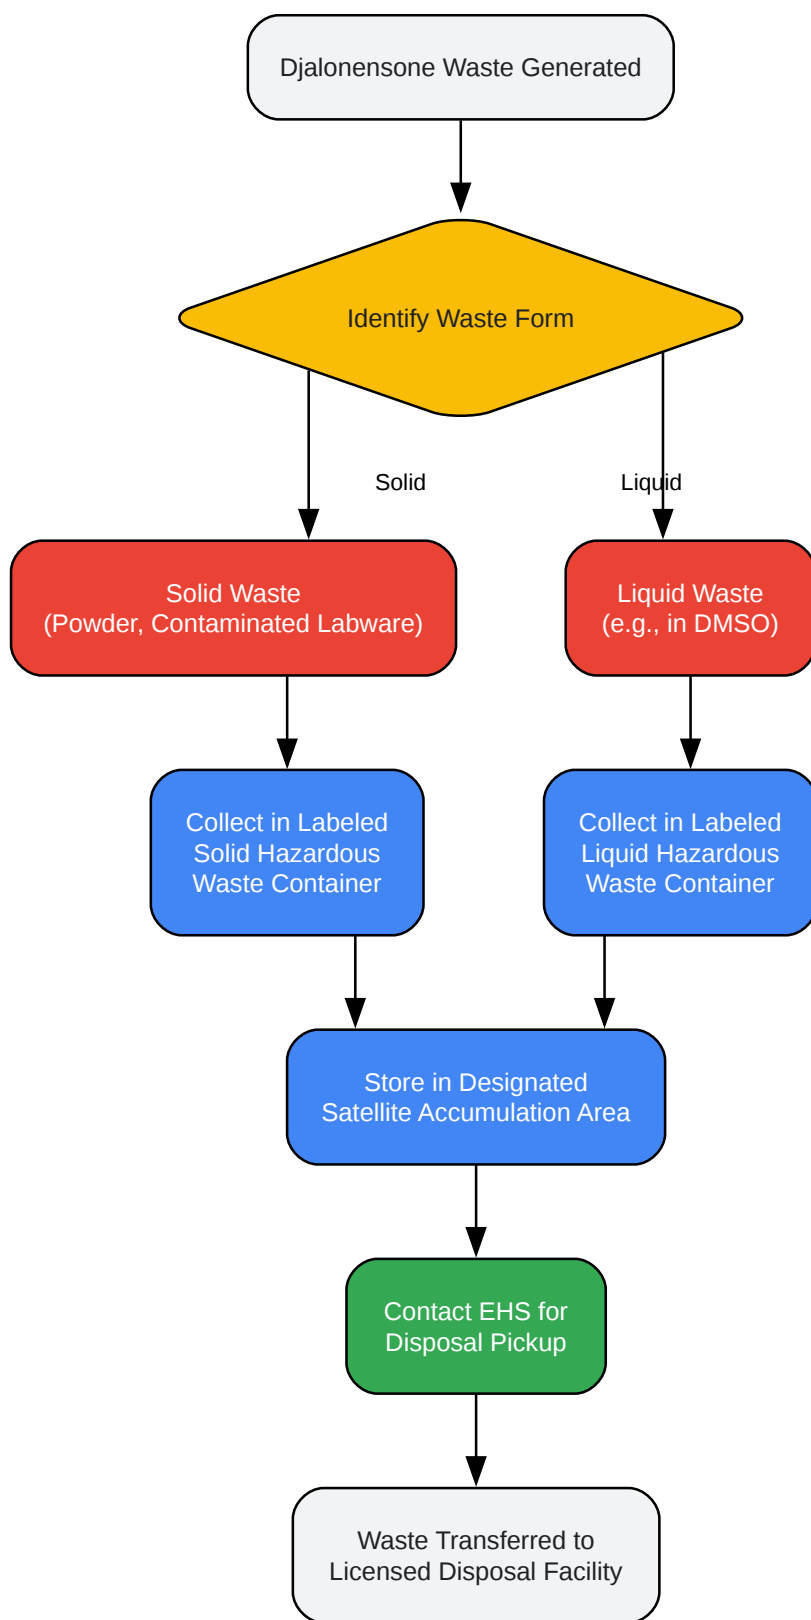 Djalonensone Waste Generated
Identify Waste Form
Solid
Liquid
Solid Waste
(Powder, Contaminated Labware)
Liquid Waste
(e.g., in DMSO)
Collect in Labeled
Solid Hazardous
Waste Container
Collect in Labeled
Liquid Hazardous
Waste Container
Store in Designated
Satellite Accumulation Area
Contact EHS for
Disposal Pickup
Waste Transferred to
Licensed Disposal Facility